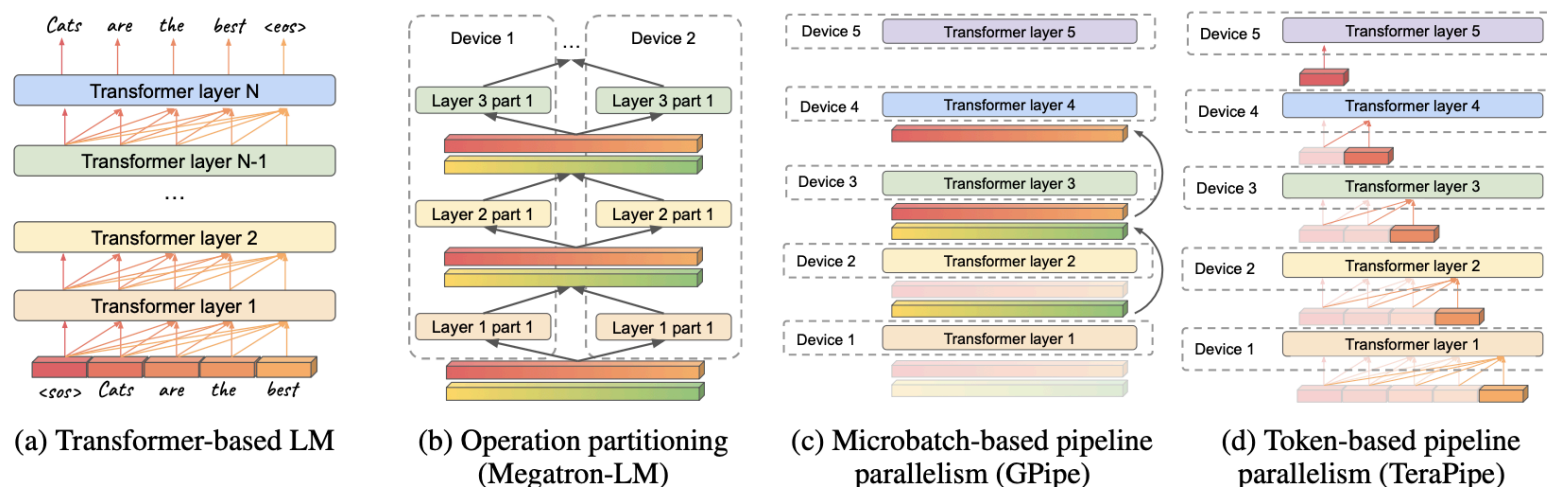 Cats are the best <eos>
Transformer layer N
Transformer layer N-1
...
Transformer layer 2
Transformer layer 1
<sos> Cats are the best
(a) Transformer-based LM
Device 1 ... Device 2
Layer 3 part 1 Layer 3 part 1
Layer 2 part 1 Layer 2 part 1
Layer 1 part 1 Layer 1 part 1
(b) Operation partitioning
(Megatron-LM)
Device 5 Transformer layer 5
Device 4 Transformer layer 4
Device 3 Transformer layer 3
Device 2 Transformer layer 2
Device 1 Transformer layer 1
(c) Microbatch-based pipeline
parallelism (GPipe)
Device 5 Transformer layer 5
Device 4 Transformer layer 4
Device 3 Transformer layer 3
Device 2 Transformer layer 2
Device 1 Transformer layer 1
(d) Token-based pipeline
parallelism (TeraPipe)